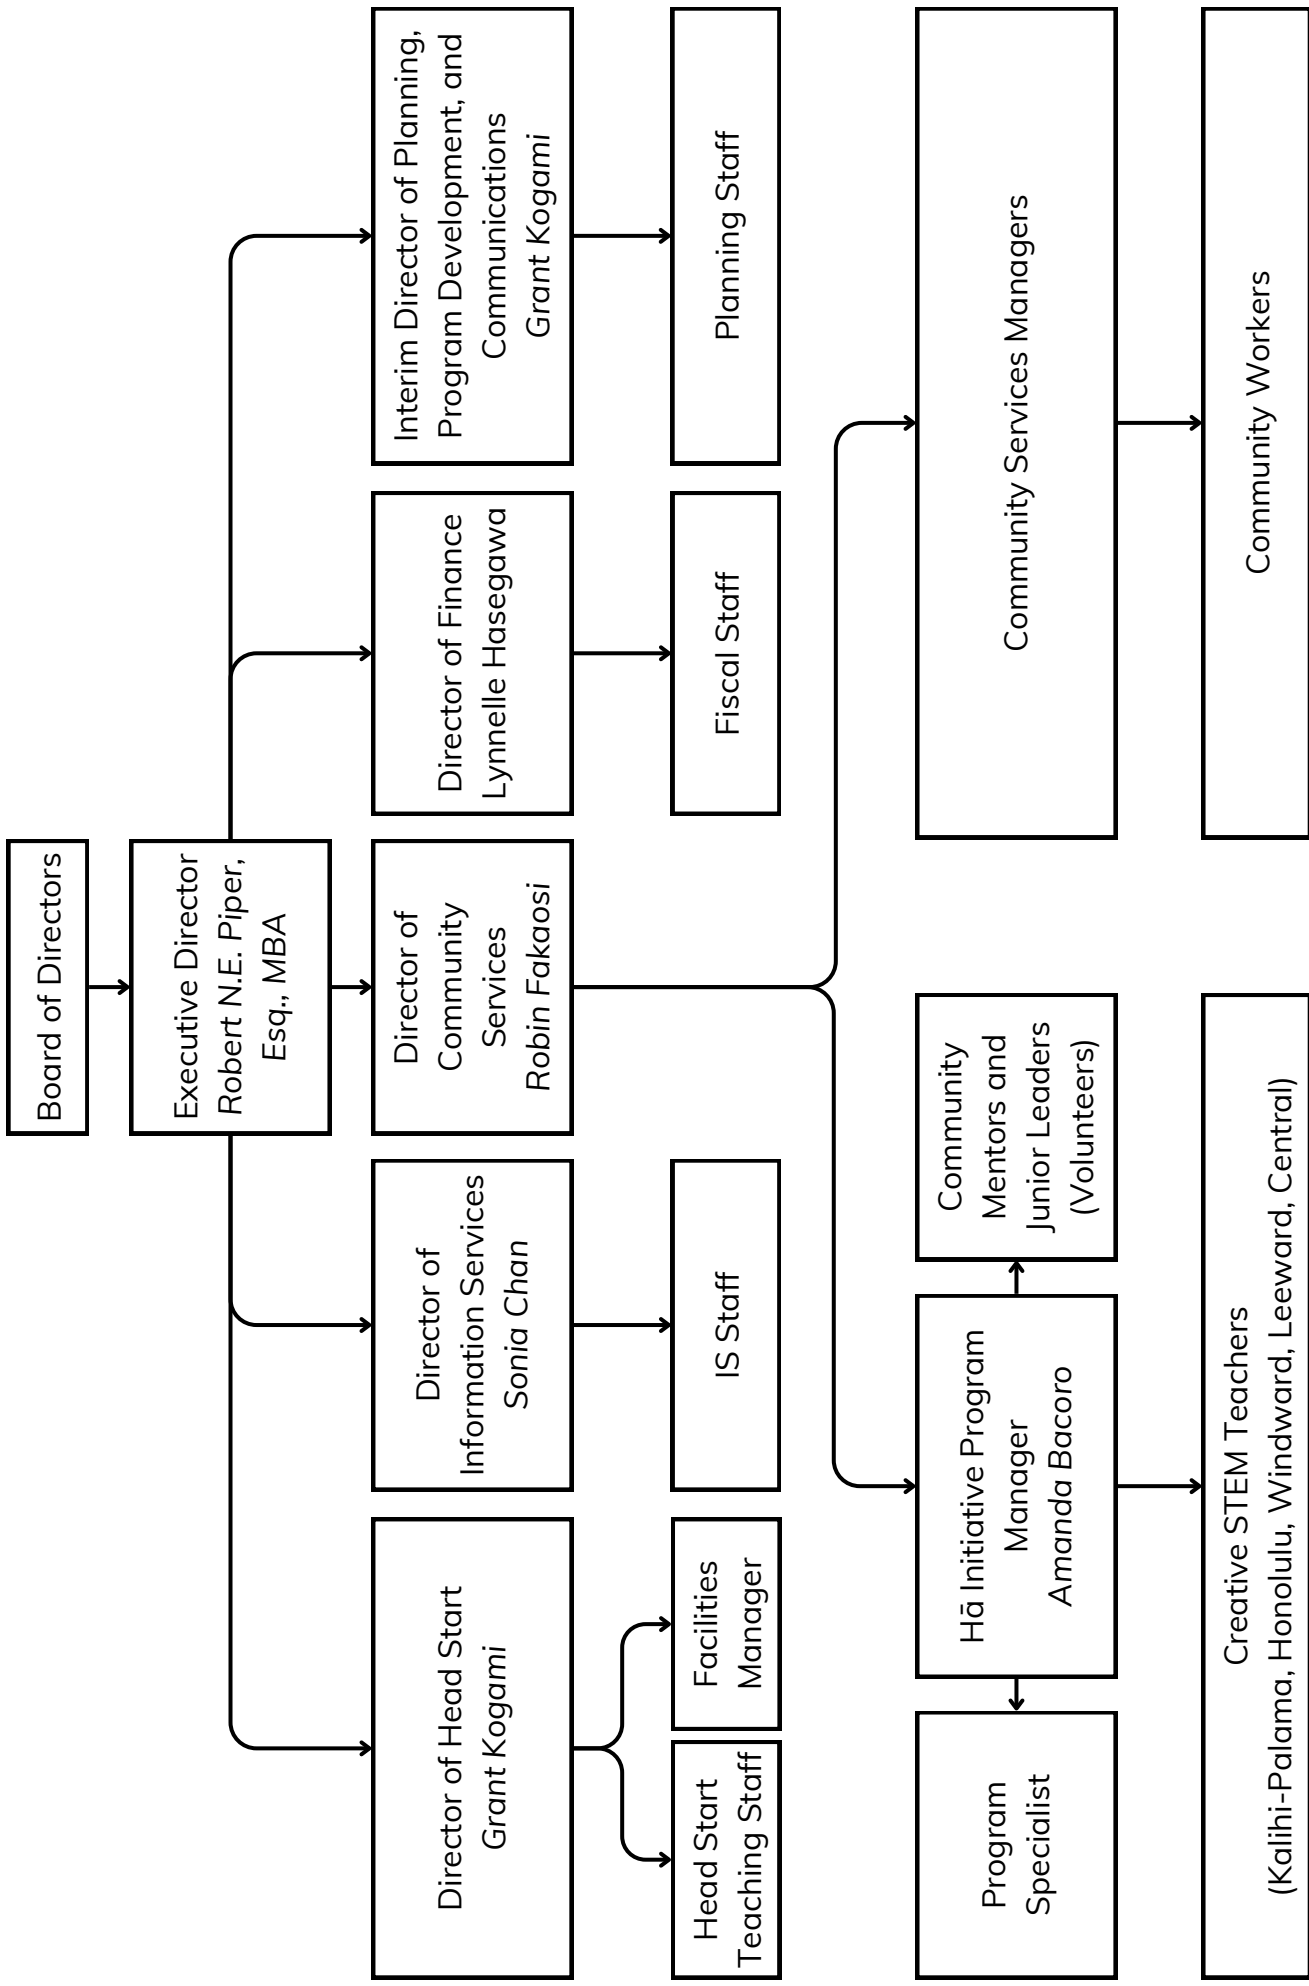 Board of Directors
Executive Director
Robert N.E. Piper,
Esq., MBA
Director of Head Start
Grant Kogami
Director of
Information Services
Sonia Chan
Director of
Community
Services
Robin Fakaosi
Director of Finance
Lynnelle Hasegawa
Interim Director of Planning,
Program Development, and
Communications
Grant Kogami
Head Start
Teaching Staff
Facilities
Manager
IS Staff
Fiscal Staff
Planning Staff
Program
Specialist
Hā Initiative Program
Manager
Amanda Bacoro
Community
Mentors and
Junior Leaders
(Volunteers)
Community Services Managers
Creative STEM Teachers
(Kalihi-Palama, Honolulu, Windward, Leeward, Central)
Community Workers